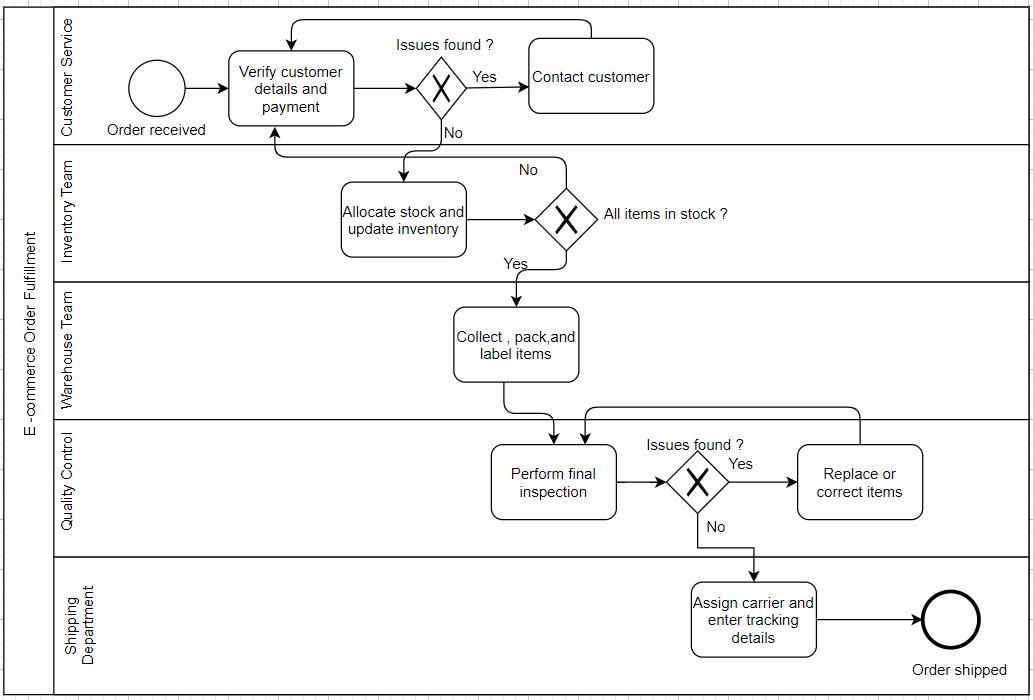 E -commerce Order Fulfillment
Customer Service
Order received
Verify customer
details and
payment
Issues found ?
Yes
No
Contact customer
Inventory Team
Allocate stock and
update inventory
No
All items in stock ?
Yes
Warehouse Team
Collect , pack,and
label items
Quality Control
Perform final
inspection
Issues found ?
Yes
No
Replace or
correct items
Shipping
Department
Assign carrier and
enter tracking
details
Order shipped